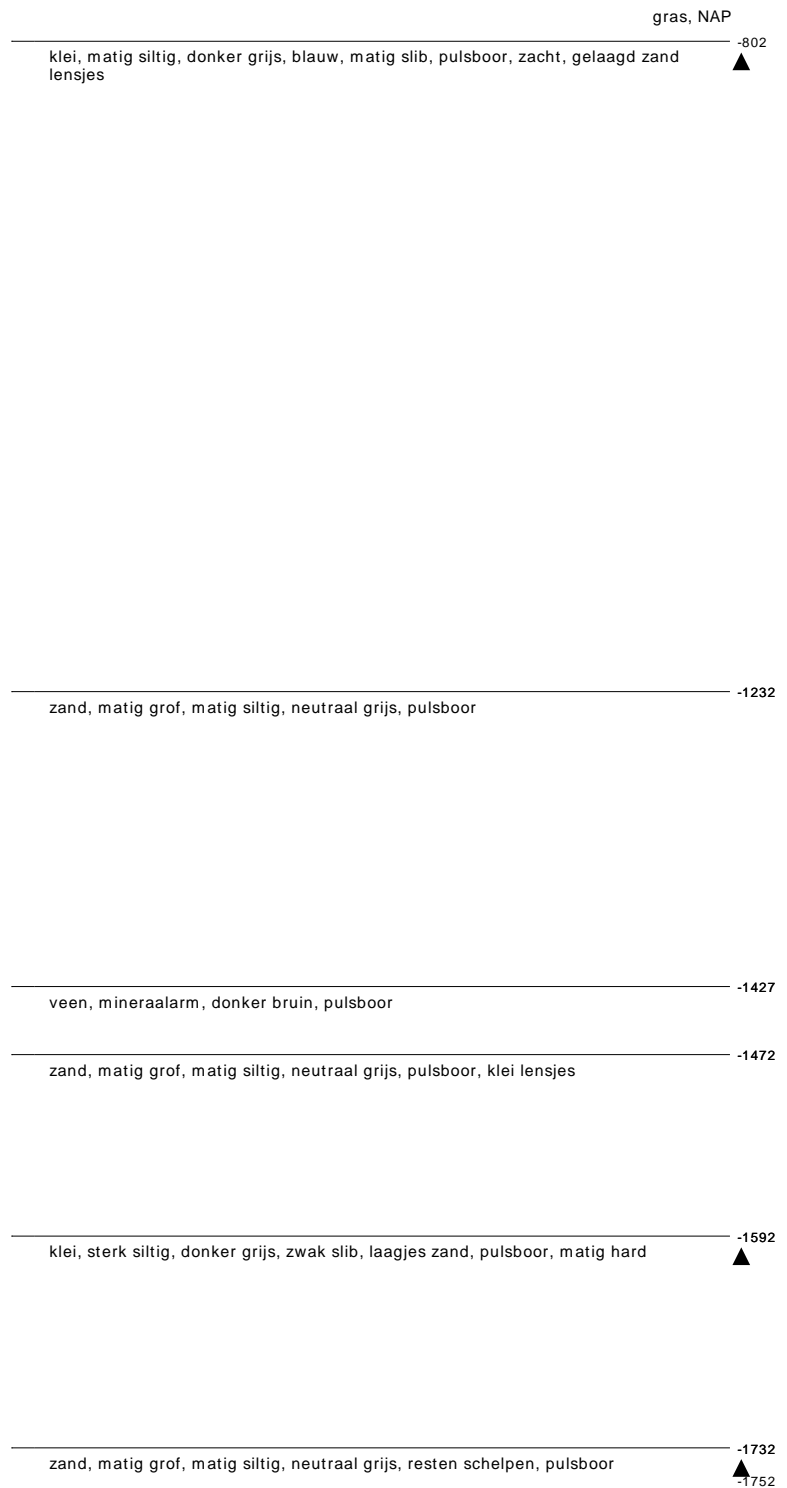 gras, NAP
-802
klei, matig siltig, donker grijs, blauw, matig slib, pulsboor, zacht, gelaagd zand
lensjes
-1232
zand, matig grof, matig siltig, neutraal grijs, pulsboor
-1427
veen, mineraalarm, donker bruin, pulsboor
-1472
zand, matig grof, matig siltig, neutraal grijs, pulsboor, klei lensjes
-1592
klei, sterk siltig, donker grijs, zwak slib, laagjes zand, pulsboor, matig hard
-1732
zand, matig grof, matig siltig, neutraal grijs, resten schelpen, pulsboor
-1752